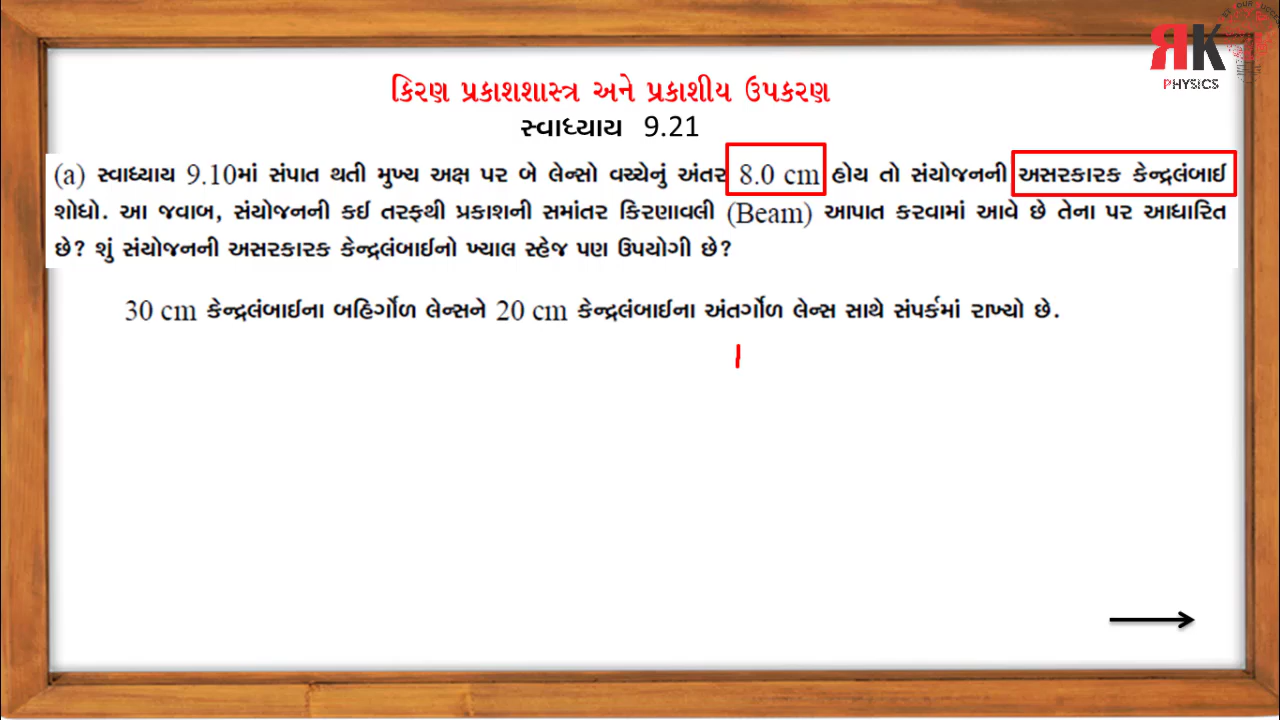 ЯK
PHYSICS
કિરણ પ્રકાશશાસ્ત્ર અને પ્રકાશીય ઉપકરણ
સ્વાધ્યાય 9.21
(a) સ્વાધ્યાય 9.10માં સંપાત થતી મુખ્ય અક્ષ પર બે લેન્સો વચ્ચેનું અંતર 8.0 cm હોય તો સંયોજનની અસરકારક કેન્દ્રલંબાઈ
શોધો. આ જવાબ, સંયોજનની કઈ તરફથી પ્રકાશની સમાંતર કિરણાવલી (Beam) આપાત કરવામાં આવે છે તેના પર આધારિત
છે? શું સંયોજનની અસરકારક કેન્દ્રલંબાઈનો ખ્યાલ સ્હેજ પણ ઉપયોગી છે?
30 cm કેન્દ્રલંબાઈના બહિર્ગોળ લેન્સને 20 cm કેન્દ્રલંબાઈના અંતર્ગોળ લેન્સ સાથે સંપર્કમાં રાખ્યો છે.